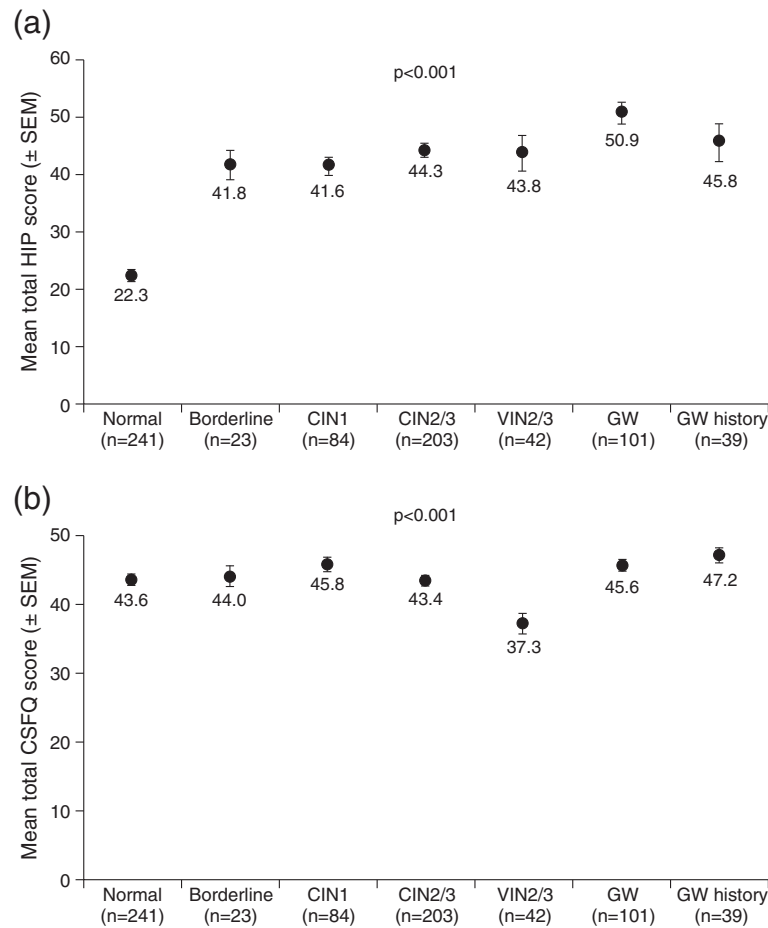 (a)
Mean total HIP score (± SEM)
60
50
40
30
20
10
0
p<0.001
22.3
41.8
41.6
44.3
43.8
50.9
45.8
Normal Borderline CIN1 CIN2/3 VIN2/3 GW GW history
(n=241) (n=23) (n=84) (n=203) (n=42) (n=101) (n=39)
(b)
Mean total CSFQ score (± SEM)
50
40
30
20
10
0
p<0.001
43.6
44.0
45.8
43.4
37.3
45.6
47.2
Normal Borderline CIN1 CIN2/3 VIN2/3 GW GW history
(n=241) (n=23) (n=84) (n=203) (n=42) (n=101) (n=39)